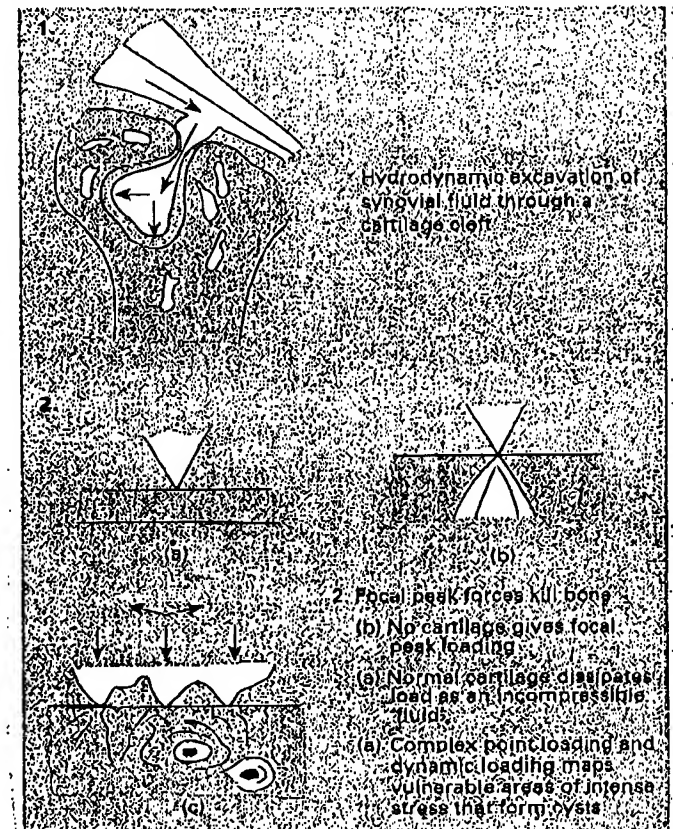 1
Hydrodynamic excavation of
synovial fluid through a
cartilage cleft
2
(a)
(b)
(c)
2 Focal peak forces kill bone
(b) No cartilage gives focal
peak loading
(a) Normal cartilage dissipates
load as an incompressible
fluid
(a) Complex point loading and
dynamic loading maps
vulnerable areas of intense
stress that form cysts